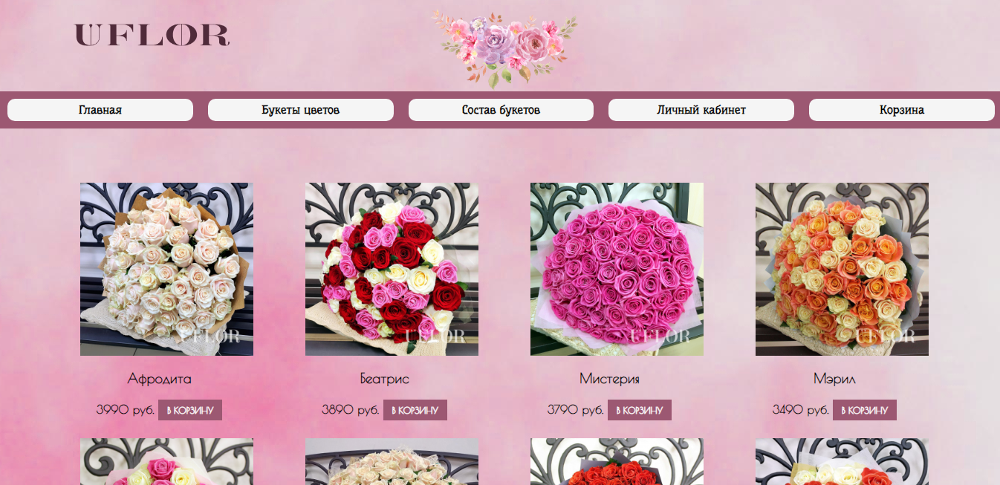 UFLOR
Главная Букеты цветов Состав букетов Личный кабинет Корзина
UFLOR UFLOR UFLOR UFLOR
Афродита Беатрис Мистерия Мэрил
3990 руб. В КОРЗИНУ 3890 руб. В КОРЗИНУ 3790 руб. В КОРЗИНУ 3490 руб. В КОРЗИНУ